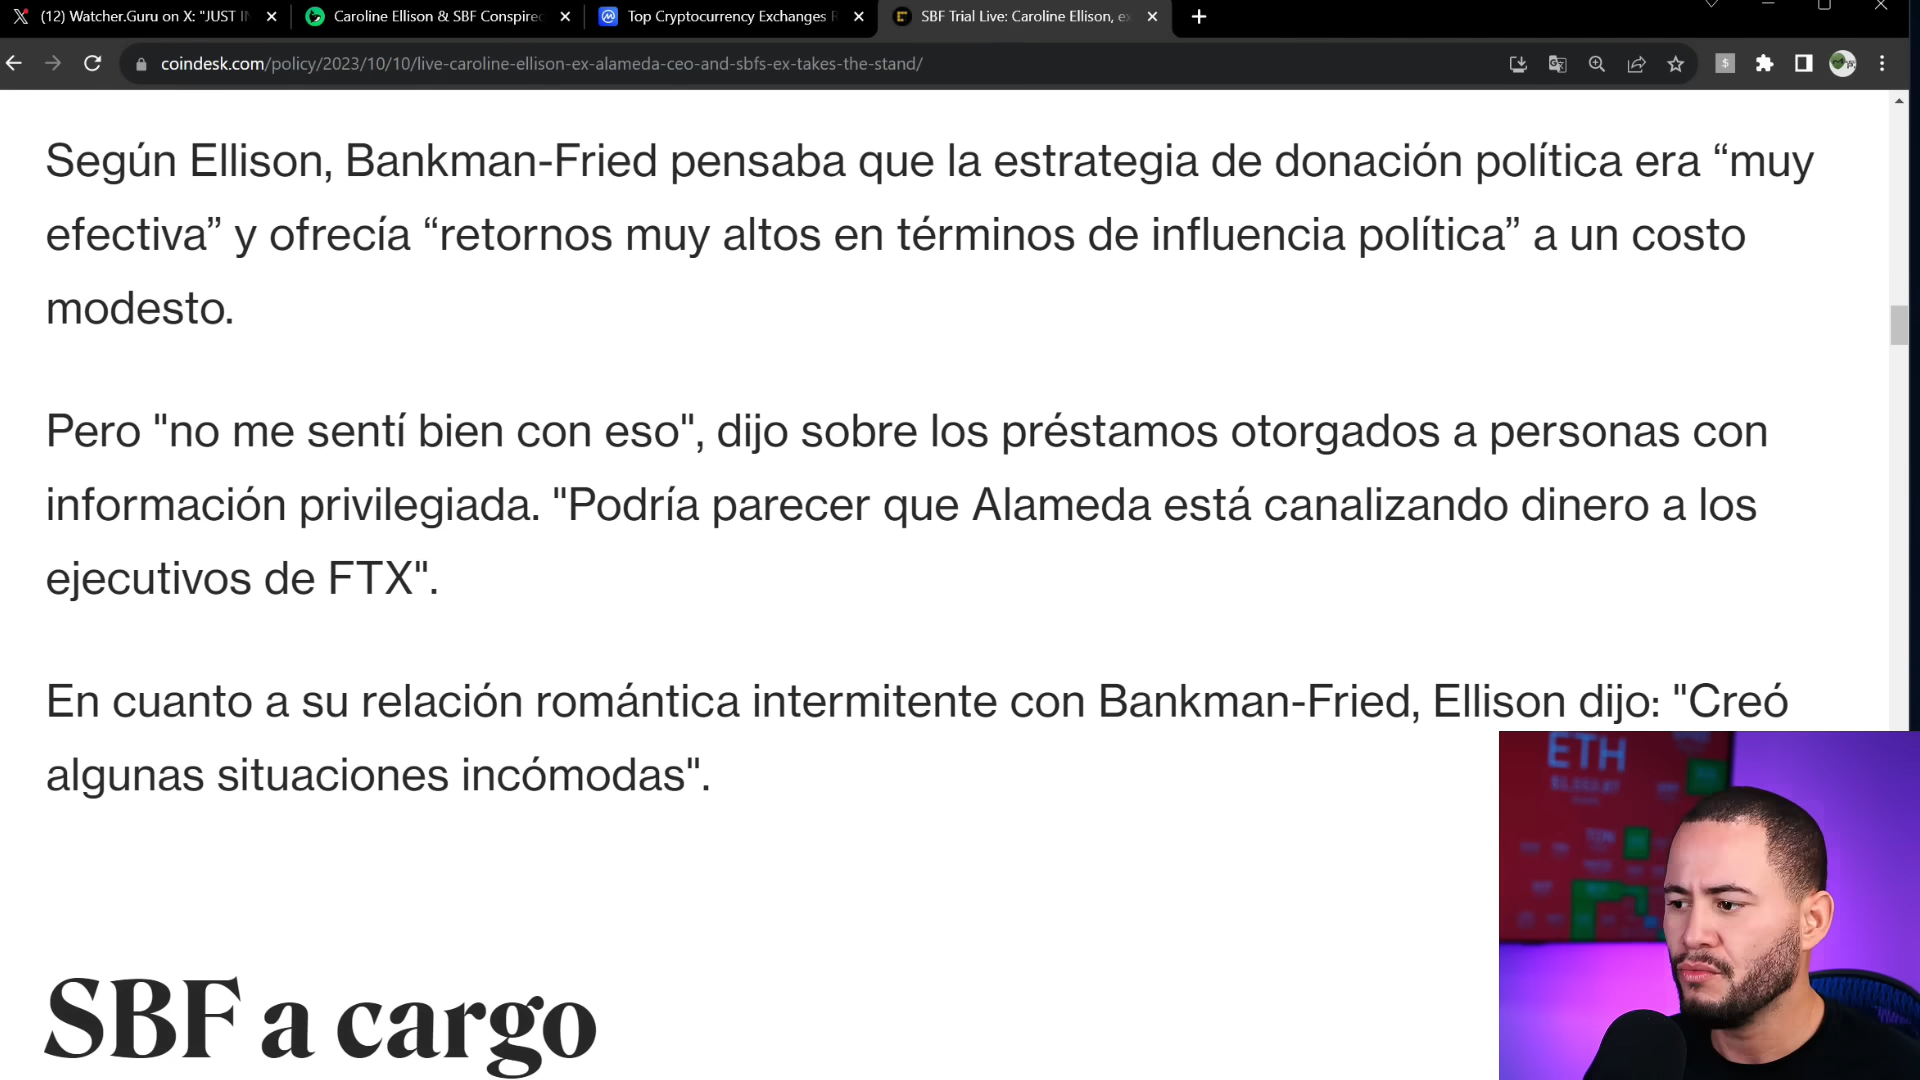 (12) Watcher.Guru on X: "JUST IN
Caroline Ellison & SBF Conspired
Top Cryptocurrency Exchanges R
SBF Trial Live: Caroline Ellison, ex
coindesk.com/policy/2023/10/10/live-caroline-ellison-ex-alameda-ceo-and-sbfs-ex-takes-the-stand/
Según Ellison, Bankman-Fried pensaba que la estrategia de donación política era “muy
efectiva” y ofrecía “retornos muy altos en términos de influencia política” a un costo
modesto.
Pero "no me sentí bien con eso", dijo sobre los préstamos otorgados a personas con
información privilegiada. "Podría parecer que Alameda está canalizando dinero a los
ejecutivos de FTX".
En cuanto a su relación romántica intermitente con Bankman-Fried, Ellison dijo: "Creó
algunas situaciones incómodas".
ETH
SBF a cargo